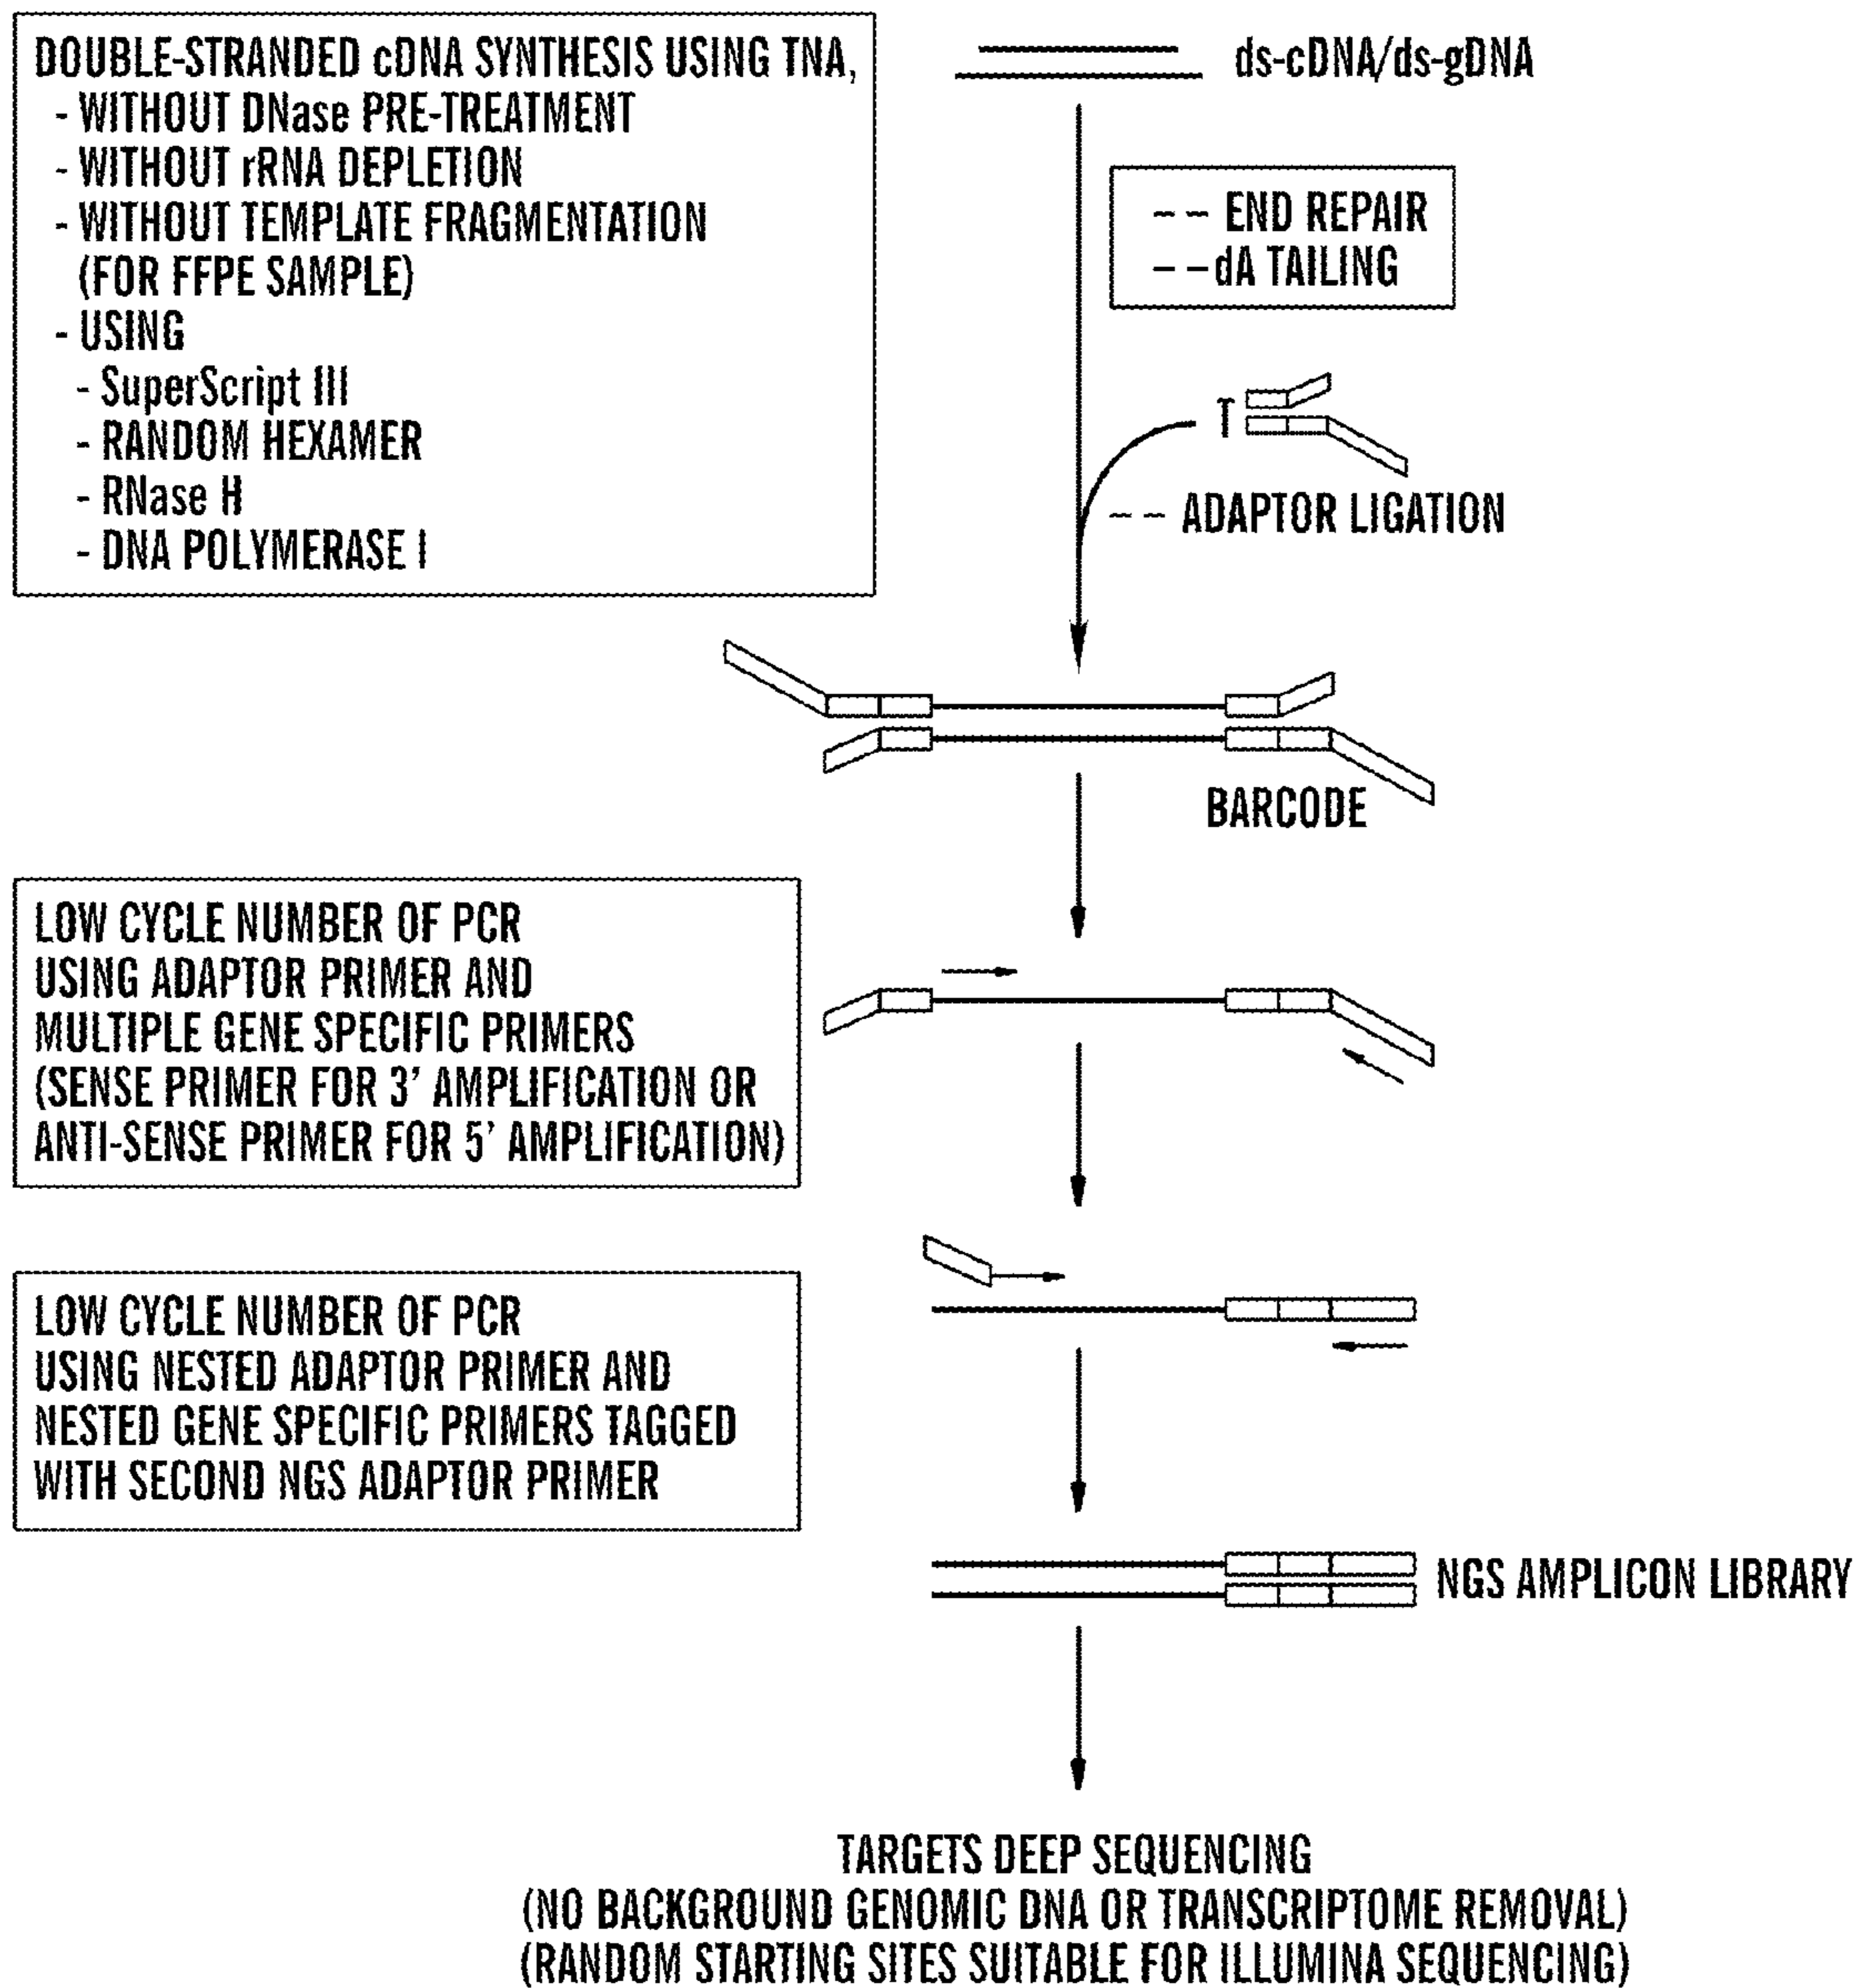 DOUBLE-STRANDED cDNA SYNTHESIS USING TNA,
- WITHOUT DNase PRE-TREATMENT
- WITHOUT rRNA DEPLETION
- WITHOUT TEMPLATE FRAGMENTATION
(FOR FFPE SAMPLE)
- USING
- SuperScript III
- RANDOM HEXAMER
- RNase H
- DNA POLYMERASE I
ds-cDNA/ds-gDNA
-- END REPAIR
--dA TAILING
T
-- ADAPTOR LIGATION
BARCODE
LOW CYCLE NUMBER OF PCR
USING ADAPTOR PRIMER AND
MULTIPLE GENE SPECIFIC PRIMERS
(SENSE PRIMER FOR 3' AMPLIFICATION OR
ANTI-SENSE PRIMER FOR 5' AMPLIFICATION)
LOW CYCLE NUMBER OF PCR
USING NESTED ADAPTOR PRIMER AND
NESTED GENE SPECIFIC PRIMERS TAGGED
WITH SECOND NGS ADAPTOR PRIMER
NGS AMPLICON LIBRARY
TARGETS DEEP SEQUENCING
(NO BACKGROUND GENOMIC DNA OR TRANSCRIPTOME REMOVAL)
(RANDOM STARTING SITES SUITABLE FOR ILLUMINA SEQUENCING)